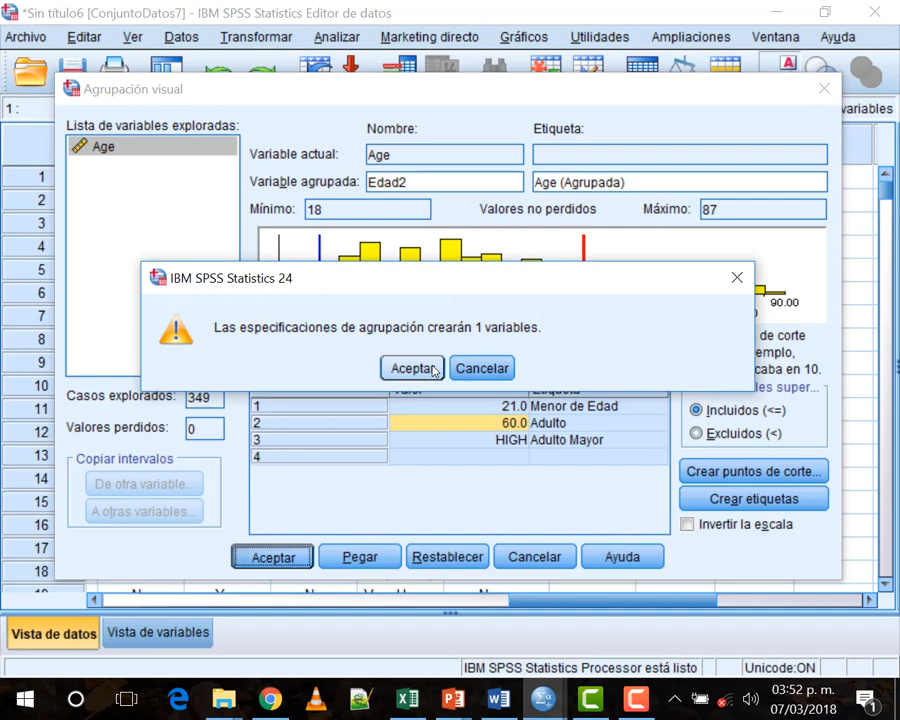 *Sin título6 [ConjuntoDatos7] - IBM SPSS Statistics Editor de datos
Archivo Editar Ver Datos Transformar Analizar Marketing directo Gráficos Utilidades Ampliaciones Ventana Ayuda
Agrupación visual
1 :
variables
Lista de variables exploradas:
Age
Nombre:
Etiqueta:
Variable actual: Age
Variable agrupada: Edad2 Age (Agrupada)
Mínimo: 18 Valores no perdidos Máximo: 87
90.00
IBM SPSS Statistics 24
Las especificaciones de agrupación crearán 1 variables.
Aceptar Cancelar
de corte
emplo,
caba en 10.
es super...
Incluidos (<=)
Excluidos (<)
Casos explorados: 349
Valores perdidos: 0
Copiar intervalos
De otra variable...
A otras variables...
1 21.0 Menor de Edad
2 60.0 Adulto
3 HIGH Adulto Mayor
4
Crear puntos de corte...
Crear etiquetas
Invertir la escala
Aceptar Pegar Restablecer Cancelar Ayuda
1
2
3
4
5
6
7
8
9
10
11
12
13
14
15
16
17
18
Vista de datos Vista de variables
IBM SPSS Statistics Processor está listo Unicode:ON
03:52 p. m.
07/03/2018
1